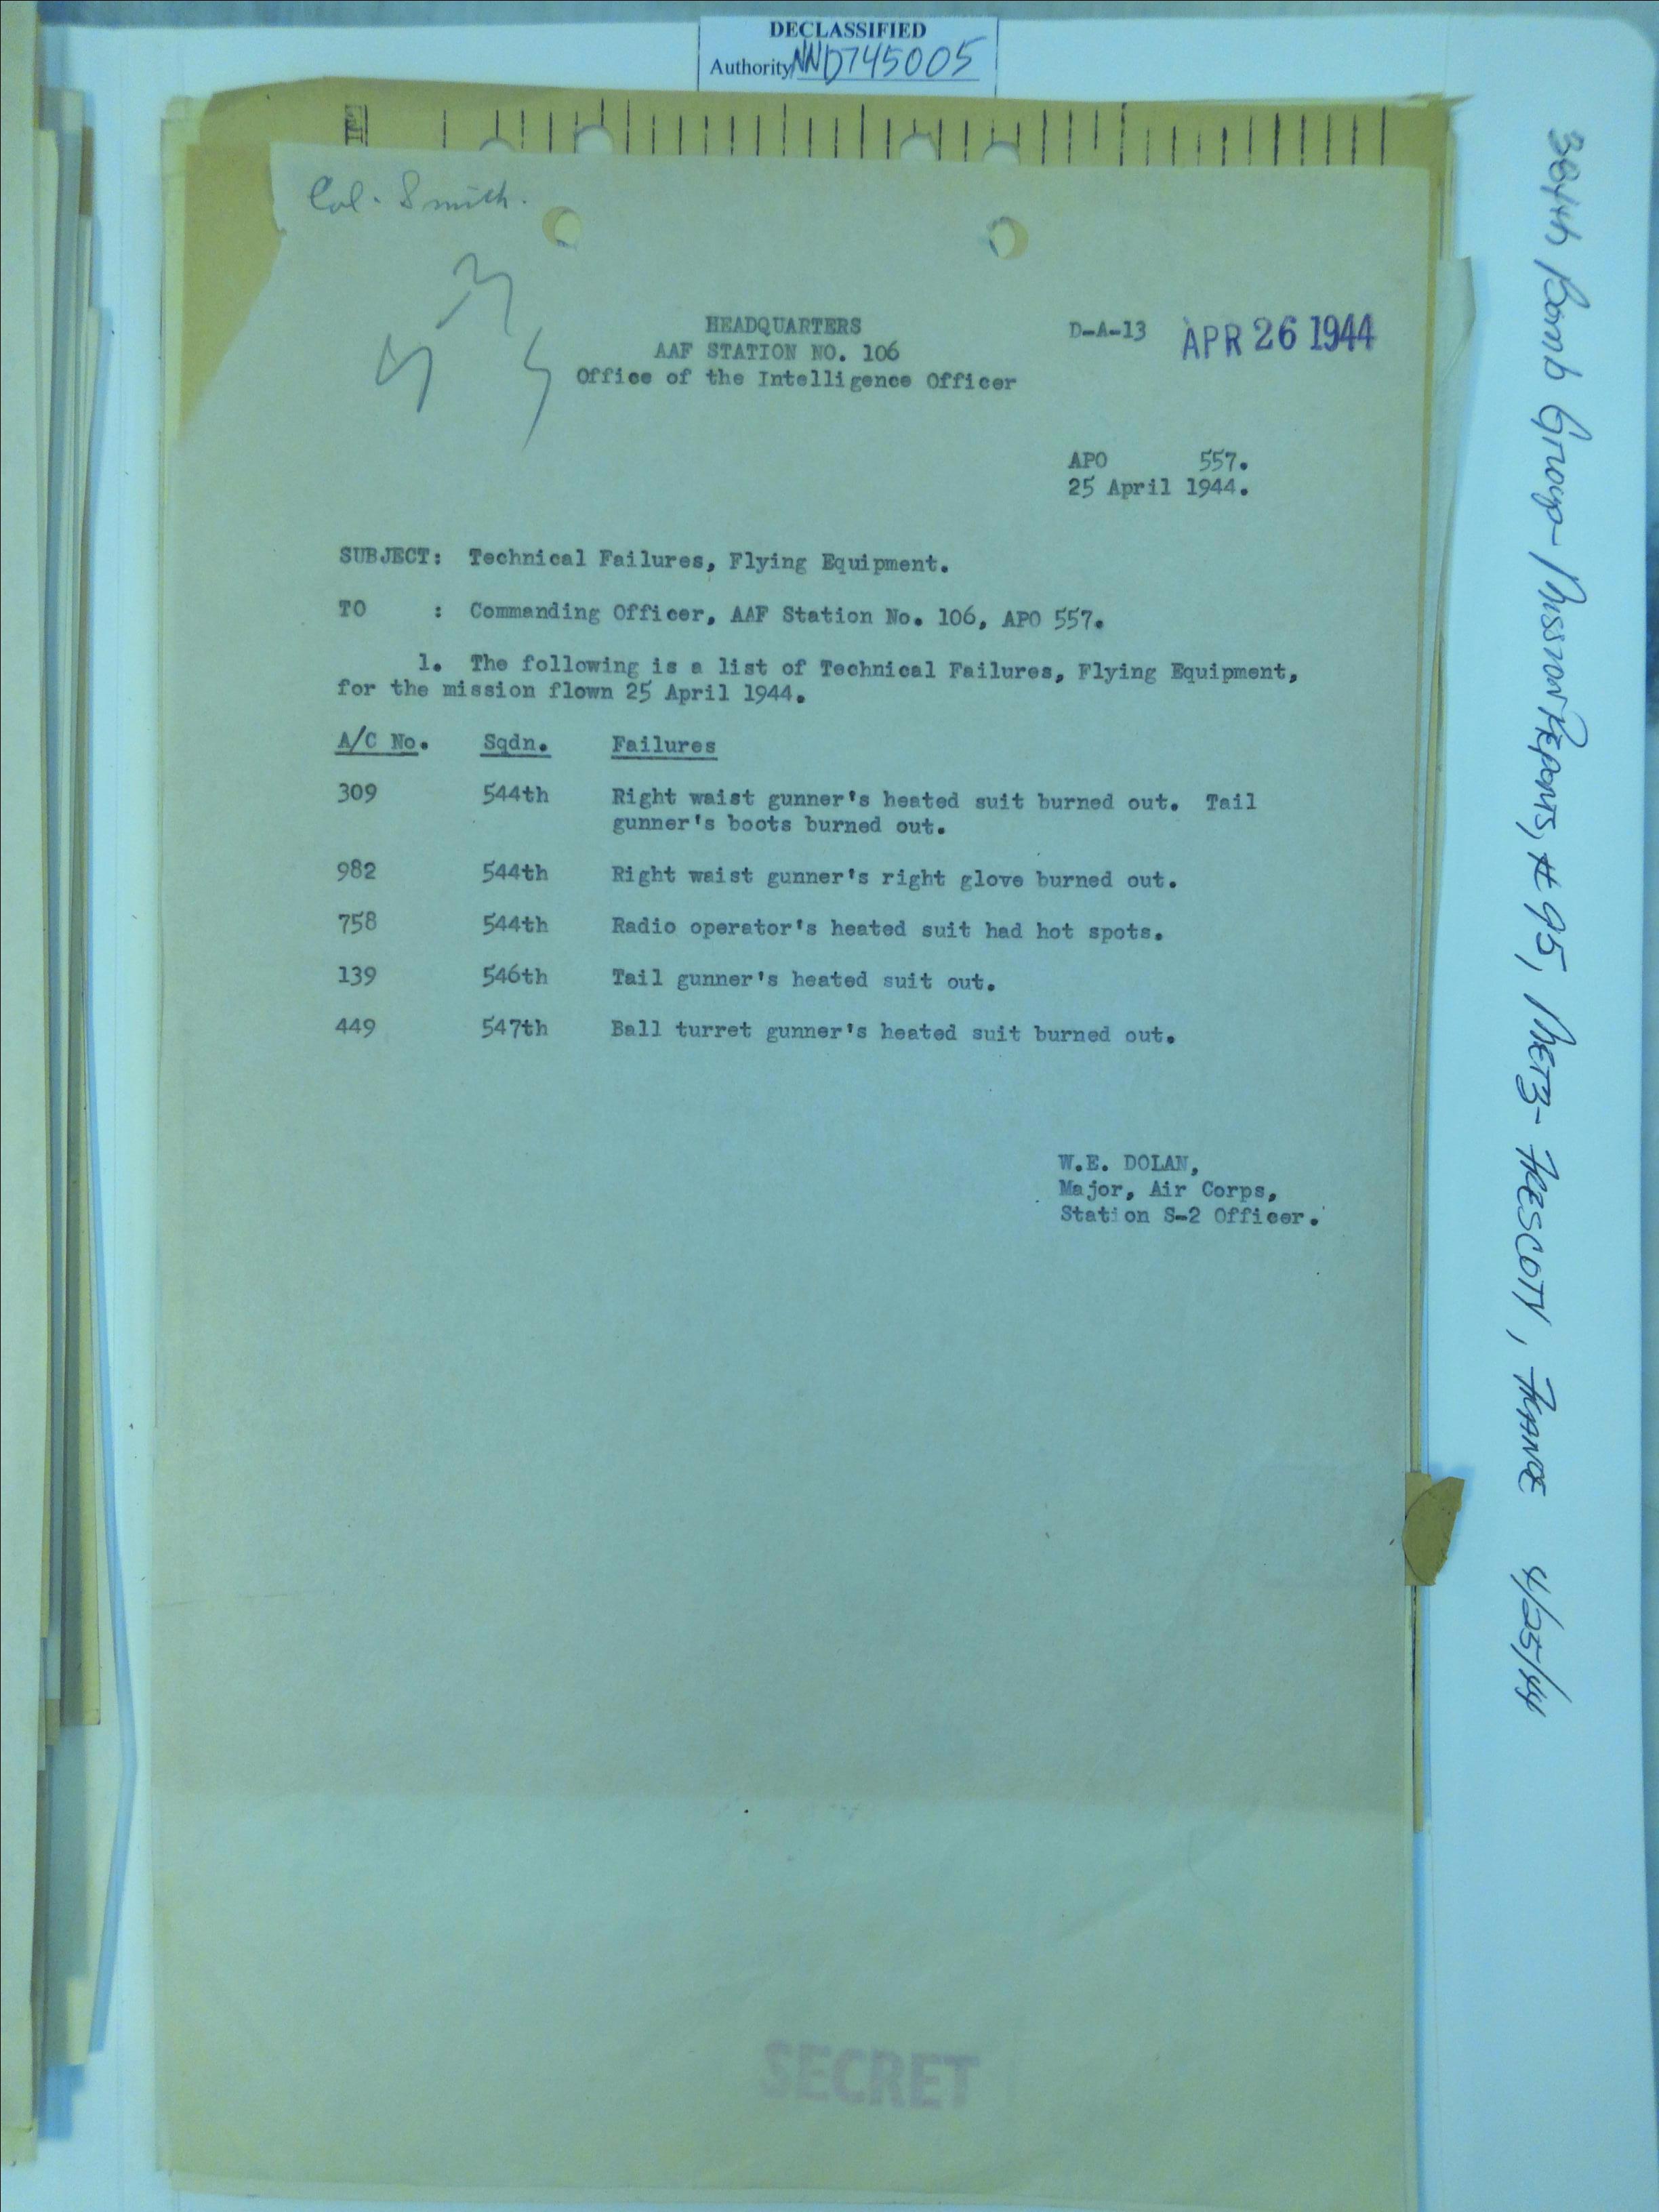 DECLASSIFIED
Authority NND745005
Col. Smith.
HEADQUARTERS
AAF STATION NO. 106
Office of the Intelligence Officer
D-A-13 APR 26 1944
APO 557.
25 April 1944.
SUBJECT: Technical Failures, Flying Equipment.
TO : Commanding Officer, AAF Station No. 106, APO 557.
1. The following is a list of Technical Failures, Flying Equipment,
for the mission flown 25 April 1944.
A/C No. Sqdn. Failures
309 544th Right waist gunner's heated suit burned out. Tail
gunner's boots burned out.
982 544th Right waist gunner's right glove burned out.
758 544th Radio operator's heated suit had hot spots.
139 546th Tail gunner's heated suit out.
449 547th Ball turret gunner's heated suit burned out.
W.E. DOLAN,
Major, Air Corps,
Station S-2 Officer.
SECRET
384th Bomb Group - Mission Reports, #95, METZ - FRESCOTY, FRANCE 4/25/44